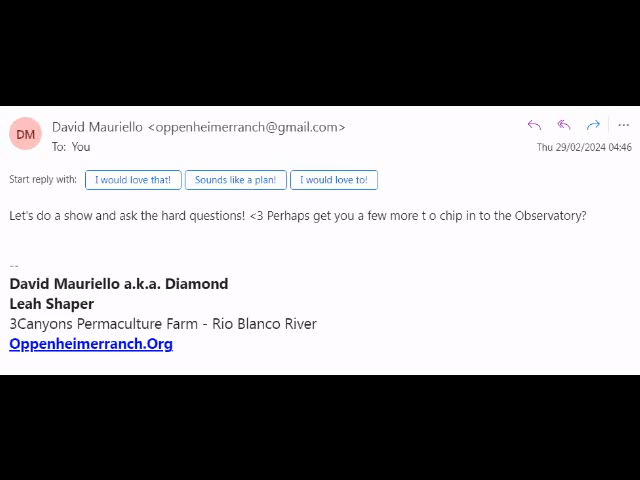 DM
David Mauriello <oppenheimerranch@gmail.com>
To: You
Thu 29/02/2024 04:46
Start reply with:
I would love that!
Sounds like a plan!
I would love to!
Let's do a show and ask the hard questions! <3 Perhaps get you a few more t o chip in to the Observatory?
--
David Mauriello a.k.a. Diamond
Leah Shaper
3Canyons Permaculture Farm - Rio Blanco River
Oppenheimerranch.Org